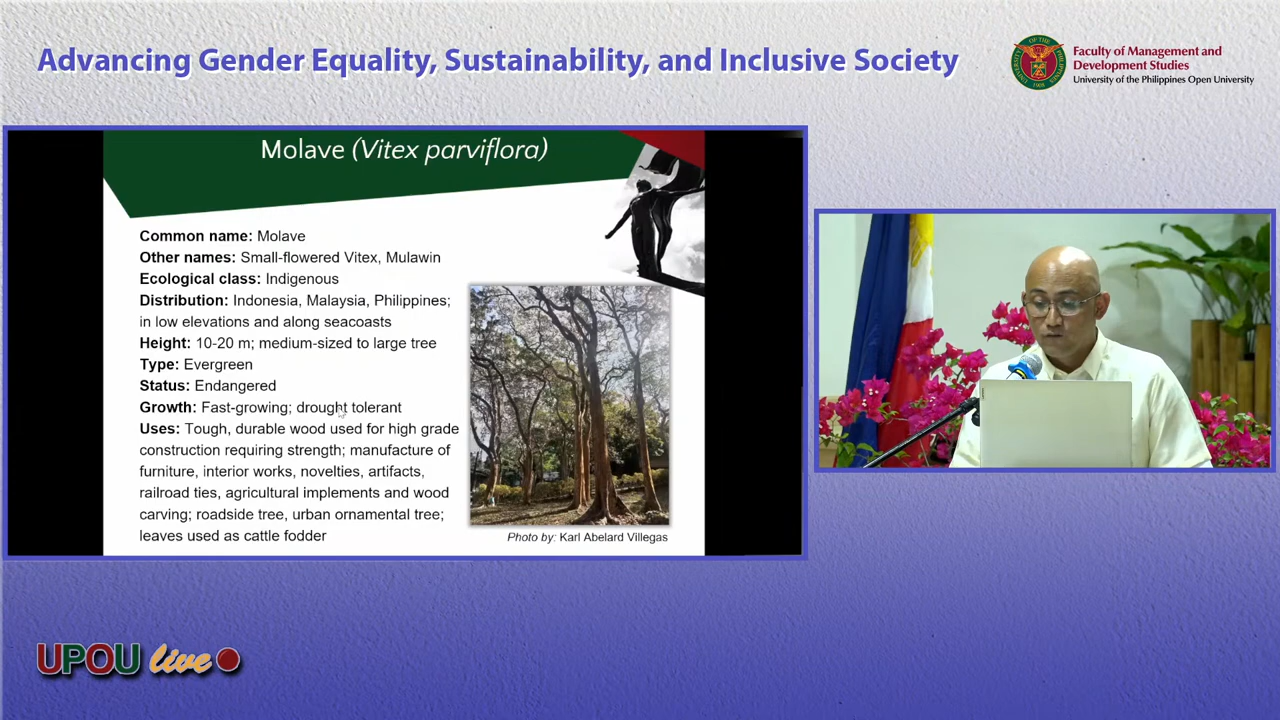 Advancing Gender Equality, Sustainability, and Inclusive Society
Faculty of Management and
Development Studies
University of the Philippines Open University
Molave (Vitex parviflora)
Common name: Molave
Other names: Small-flowered Vitex, Mulawin
Ecological class: Indigenous
Distribution: Indonesia, Malaysia, Philippines;
in low elevations and along seacoasts
Height: 10-20 m; medium-sized to large tree
Type: Evergreen
Status: Endangered
Growth: Fast-growing; drought tolerant
Uses: Tough, durable wood used for high grade
construction requiring strength; manufacture of
furniture, interior works, novelties, artifacts,
railroad ties, agricultural implements and wood
carving; roadside tree, urban ornamental tree;
leaves used as cattle fodder
Photo by: Karl Abelard Villegas
UPOU live